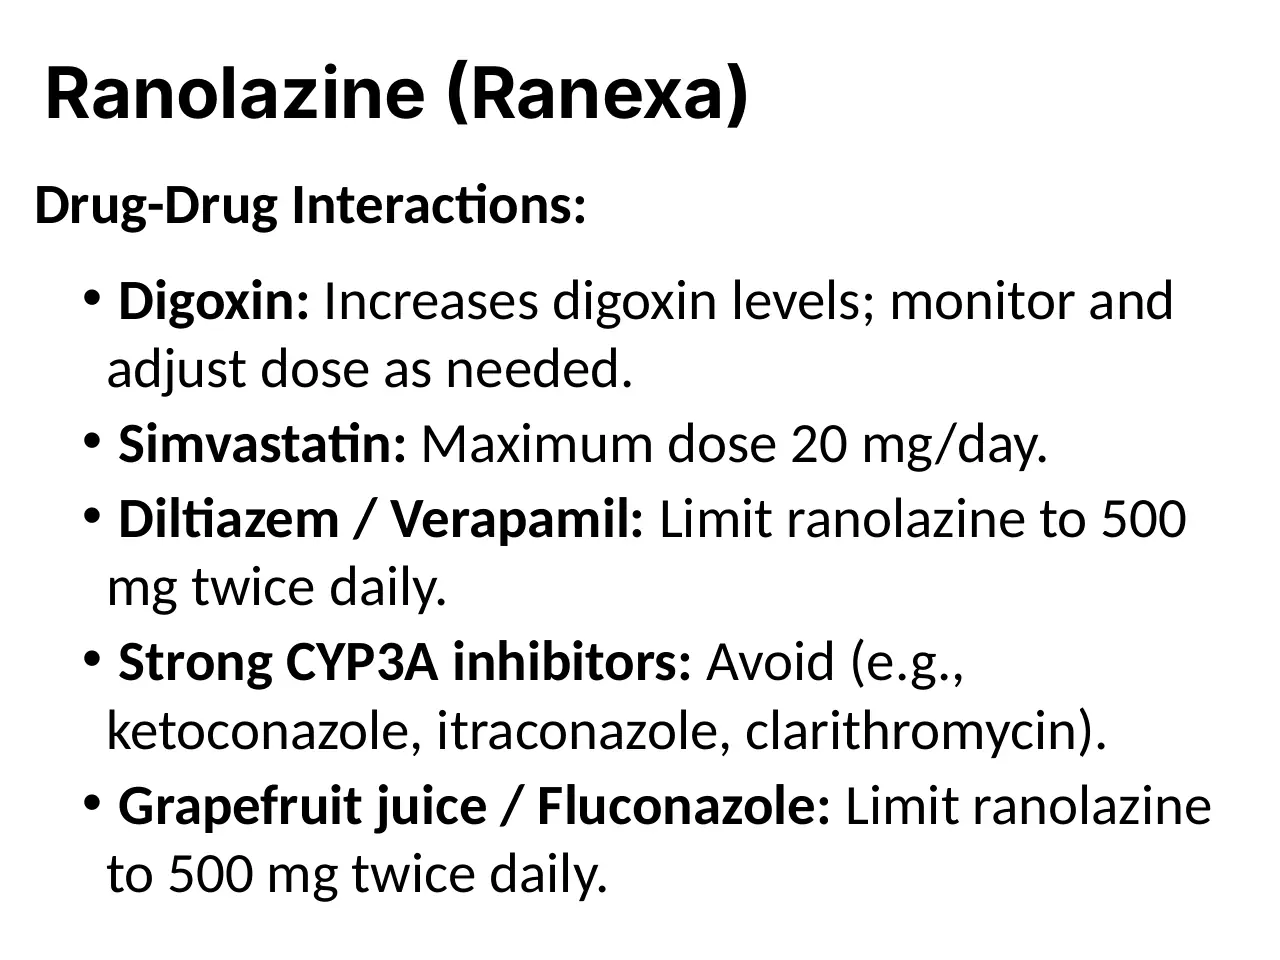 Ranolazine (Ranexa)
Drug-Drug Interactions:
• Digoxin: Increases digoxin levels; monitor and
adjust dose as needed.
• Simvastatin: Maximum dose 20 mg/day.
• Diltiazem / Verapamil: Limit ranolazine to 500
mg twice daily.
• Strong CYP3A inhibitors: Avoid (e.g.,
ketoconazole, itraconazole, clarithromycin).
• Grapefruit juice / Fluconazole: Limit ranolazine
to 500 mg twice daily.